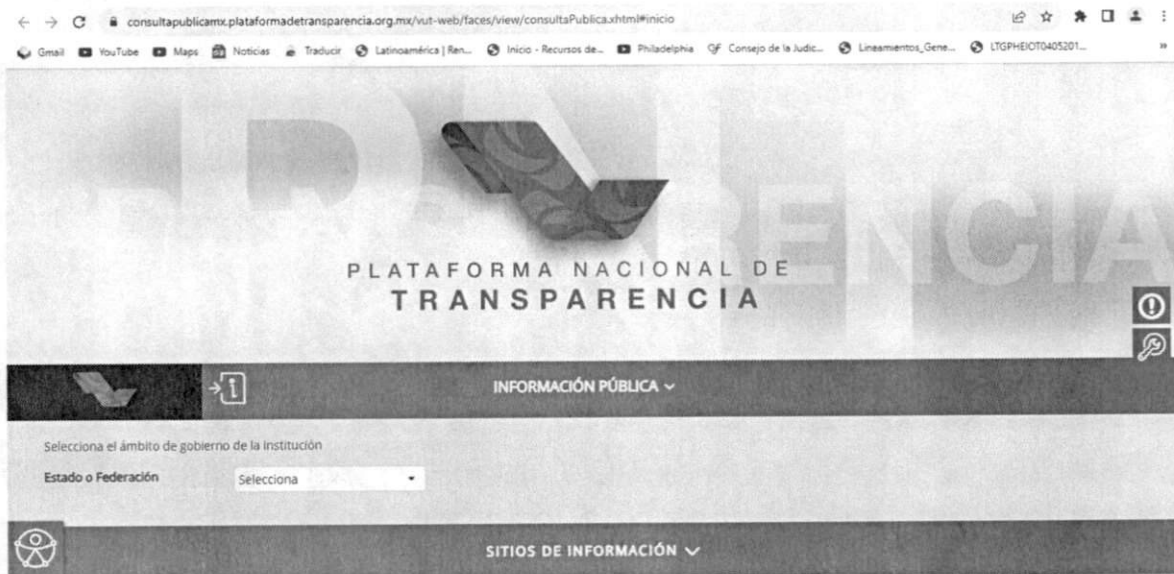 consultapublicamx.plataformadetransparencia.org.mx/vut-web/faces/view/consultaPublica.xhtml#inicio
Gmail YouTube Maps Noticias Traducir Latinoamérica | Ren... Inicio - Recursos de... Philadelphia Consejo de la Judic... Lineamientos_Gene... LTGPHEIOT0405201... »
PLATAFORMA NACIONAL DE
TRANSPARENCIA
INFORMACIÓN PÚBLICA
Selecciona el ámbito de gobierno de la institución
Estado o Federación Selecciona
SITIOS DE INFORMACIÓN